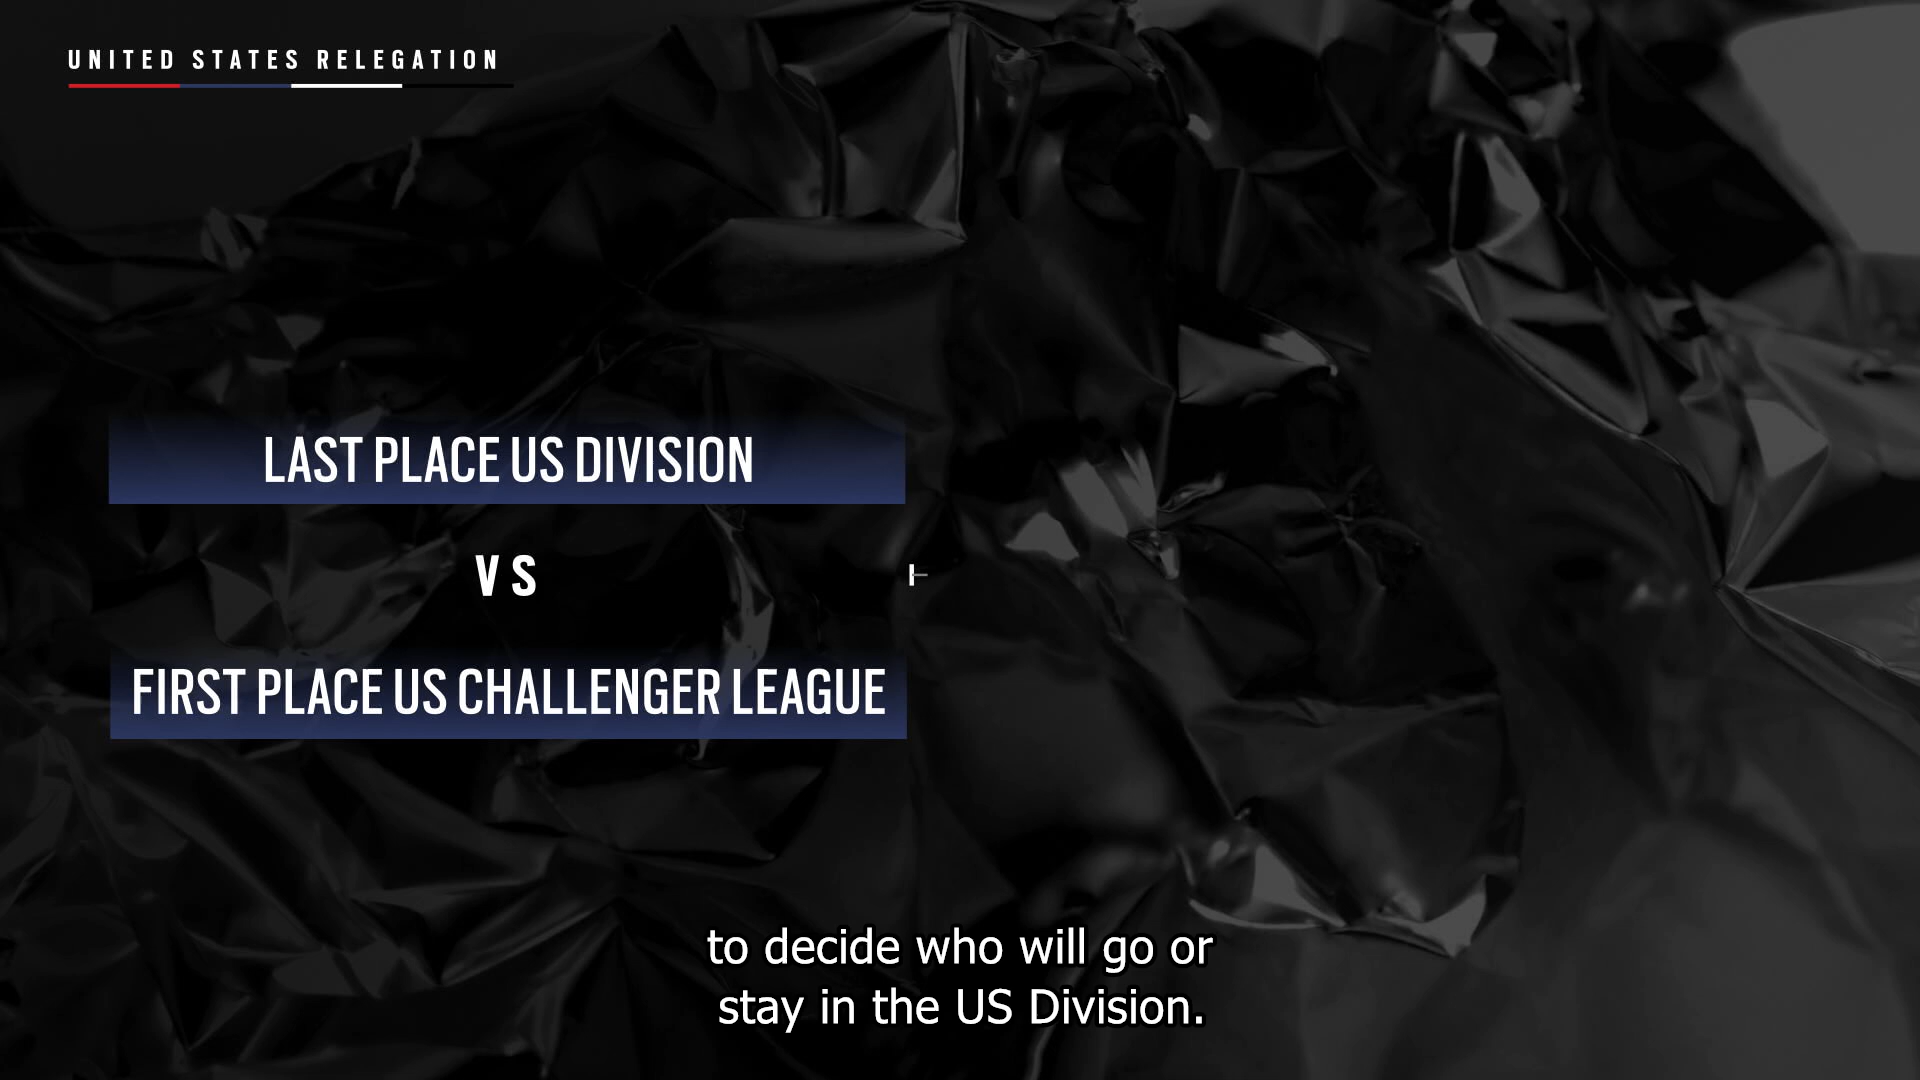 UNITED STATES RELEGATION
LAST PLACE US DIVISION
VS
FIRST PLACE US CHALLENGER LEAGUE
to decide who will go or
stay in the US Division.